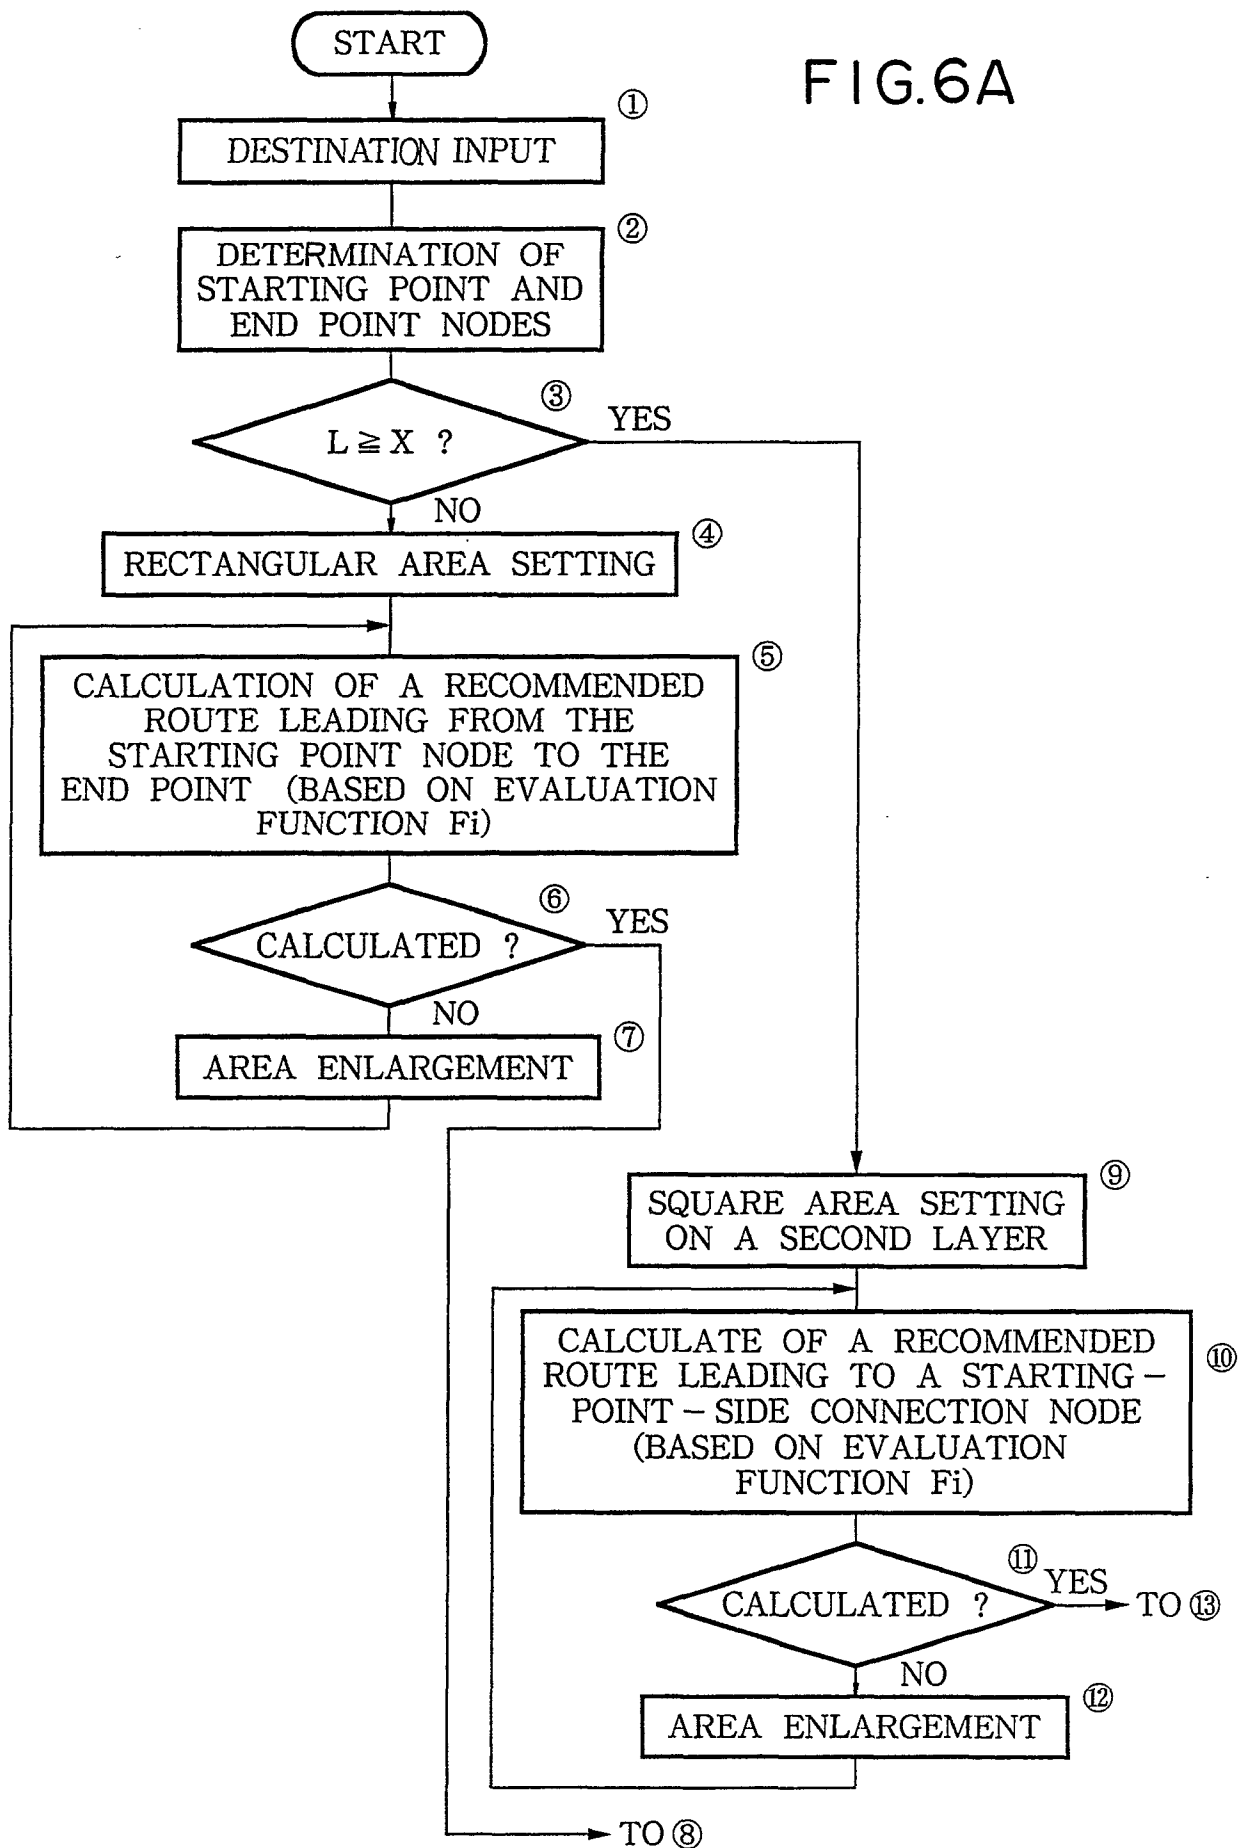 START
FIG.6A
①
DESTINATION INPUT
②
DETERMINATION OF
STARTING POINT AND
END POINT NODES
③
YES
L ≧ X ?
NO
④
RECTANGULAR AREA SETTING
⑤
CALCULATION OF A RECOMMENDED
ROUTE LEADING FROM THE
STARTING POINT NODE TO THE
END POINT (BASED ON EVALUATION
FUNCTION Fi)
⑥
YES
CALCULATED ?
NO
⑦
AREA ENLARGEMENT
⑨
SQUARE AREA SETTING
ON A SECOND LAYER
⑩
CALCULATE OF A RECOMMENDED
ROUTE LEADING TO A STARTING –
POINT – SIDE CONNECTION NODE
(BASED ON EVALUATION
FUNCTION Fi)
⑪
YES
CALCULATED ?
TO ⑬
NO
⑫
AREA ENLARGEMENT
TO ⑧